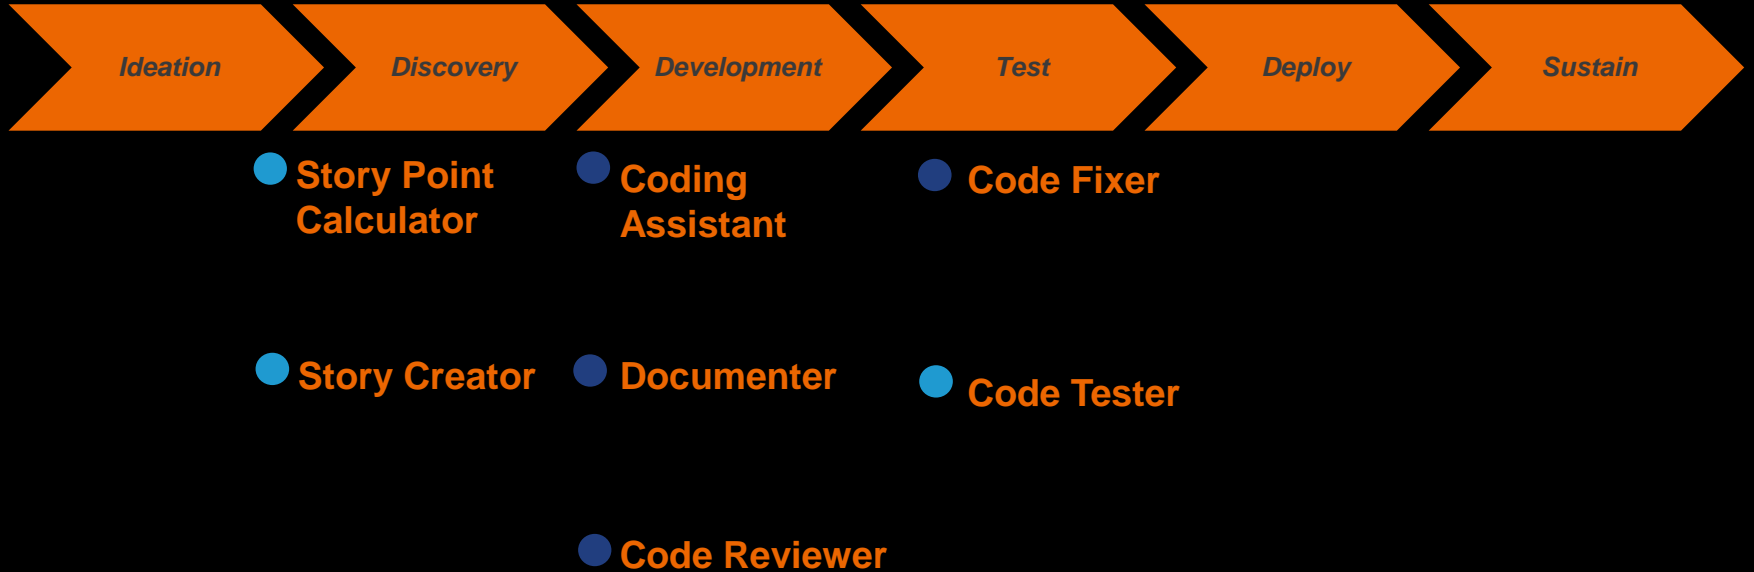 Ideation
Discovery
Development
Test
Deploy
Sustain
Story Point
Calculator
Coding
Assistant
Code Fixer
Story Creator
Documenter
Code Tester
Code Reviewer